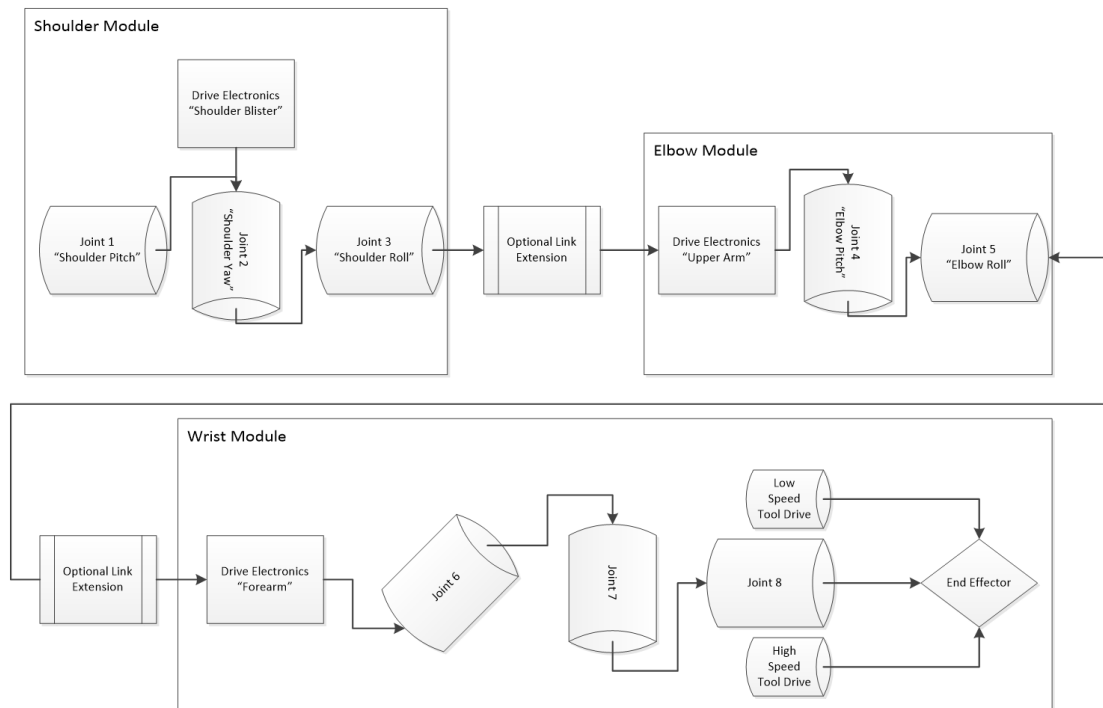 Shoulder Module
Drive Electronics
“Shoulder Blister”
Joint 1
“Shoulder Pitch”
Joint 2
“Shoulder Yaw”
Joint 3
“Shoulder Roll”
Optional Link
Extension
Elbow Module
Drive Electronics
“Upper Arm”
Joint 4
“Elbow Pitch”
Joint 5
“Elbow Roll”
Wrist Module
Optional Link
Extension
Drive Electronics
“Forearm”
Joint 6
Joint 7
Low
Speed
Tool Drive
Joint 8
End Effector
High
Speed
Tool Drive